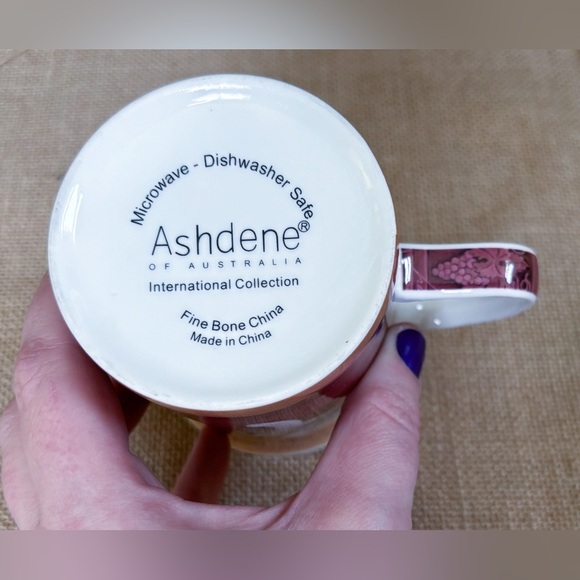 Microwave - Dishwasher Safe
Ashdene®
OF AUSTRALIA
International Collection
Fine Bone China
Made in China